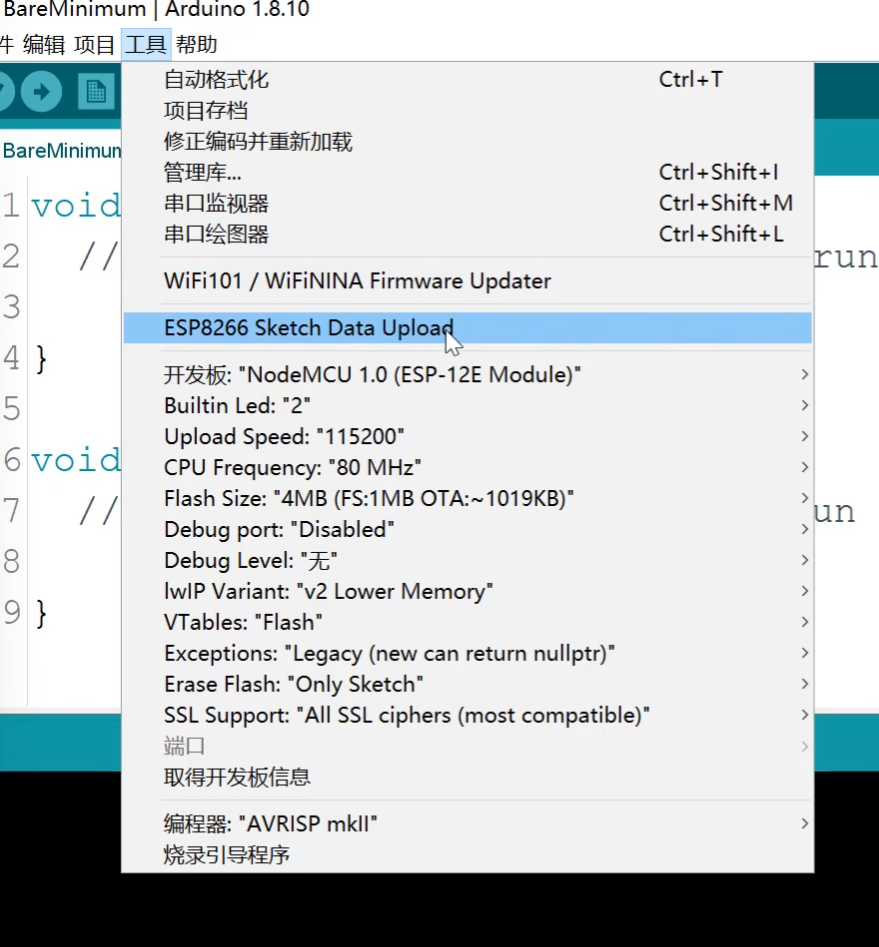 BareMinimum | Arduino 1.8.10
件 编辑 项目 工具 帮助
自动格式化 Ctrl+T
项目存档
修正编码并重新加载
管理库... Ctrl+Shift+I
串口监视器 Ctrl+Shift+M
串口绘图器 Ctrl+Shift+L
WiFi101 / WiFiNINA Firmware Updater
ESP8266 Sketch Data Upload
开发板: "NodeMCU 1.0 (ESP-12E Module)"
Builtin Led: "2"
Upload Speed: "115200"
CPU Frequency: "80 MHz"
Flash Size: "4MB (FS:1MB OTA:~1019KB)"
Debug port: "Disabled"
Debug Level: "无"
lwIP Variant: "v2 Lower Memory"
VTables: "Flash"
Exceptions: "Legacy (new can return nullptr)"
Erase Flash: "Only Sketch"
SSL Support: "All SSL ciphers (most compatible)"
端口
取得开发板信息
编程器: "AVRISP mkII"
烧录引导程序
BareMinimum
1 void
2 // run
3
4 }
5
6 void
7 // un
8
9 }